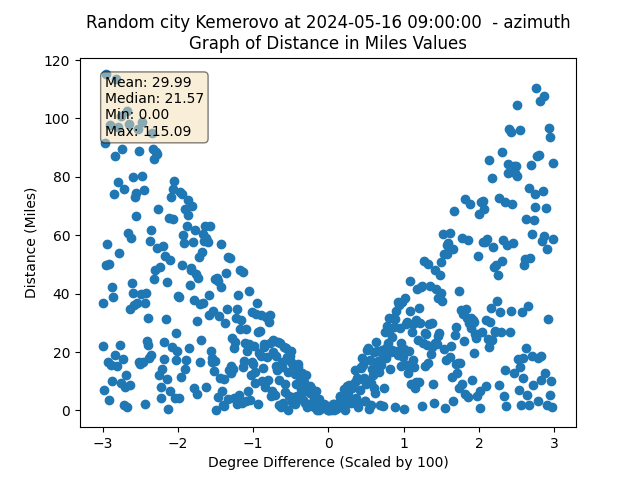 Random city Kemerovo at 2024-05-16 09:00:00 - azimuth
Graph of Distance in Miles Values
120
100
80
60
40
20
0
Distance (Miles)
Mean: 29.99
Median: 21.57
Min: 0.00
Max: 115.09
−3
−2
−1
0
1
2
3
Degree Difference (Scaled by 100)